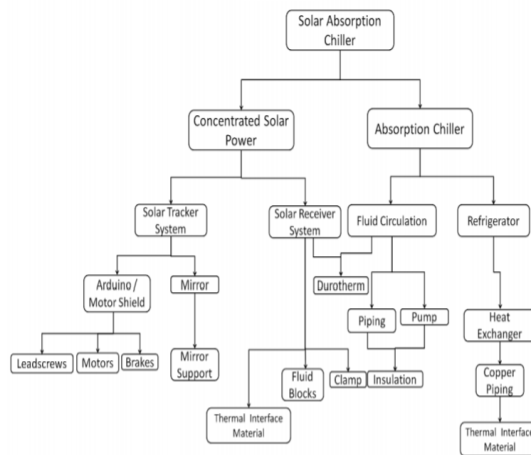 Solar Absorption
Chiller
Concentrated Solar
Power
Absorption Chiller
Solar Tracker
System
Solar Receiver
System
Fluid Circulation
Refrigerator
Arduino /
Motor Shield
Mirror
Durotherm
Piping
Pump
Heat
Exchanger
Leadscrews
Motors
Brakes
Mirror
Support
Fluid
Blocks
Clamp
Insulation
Copper
Piping
Thermal Interface
Material
Thermal Interface
Material